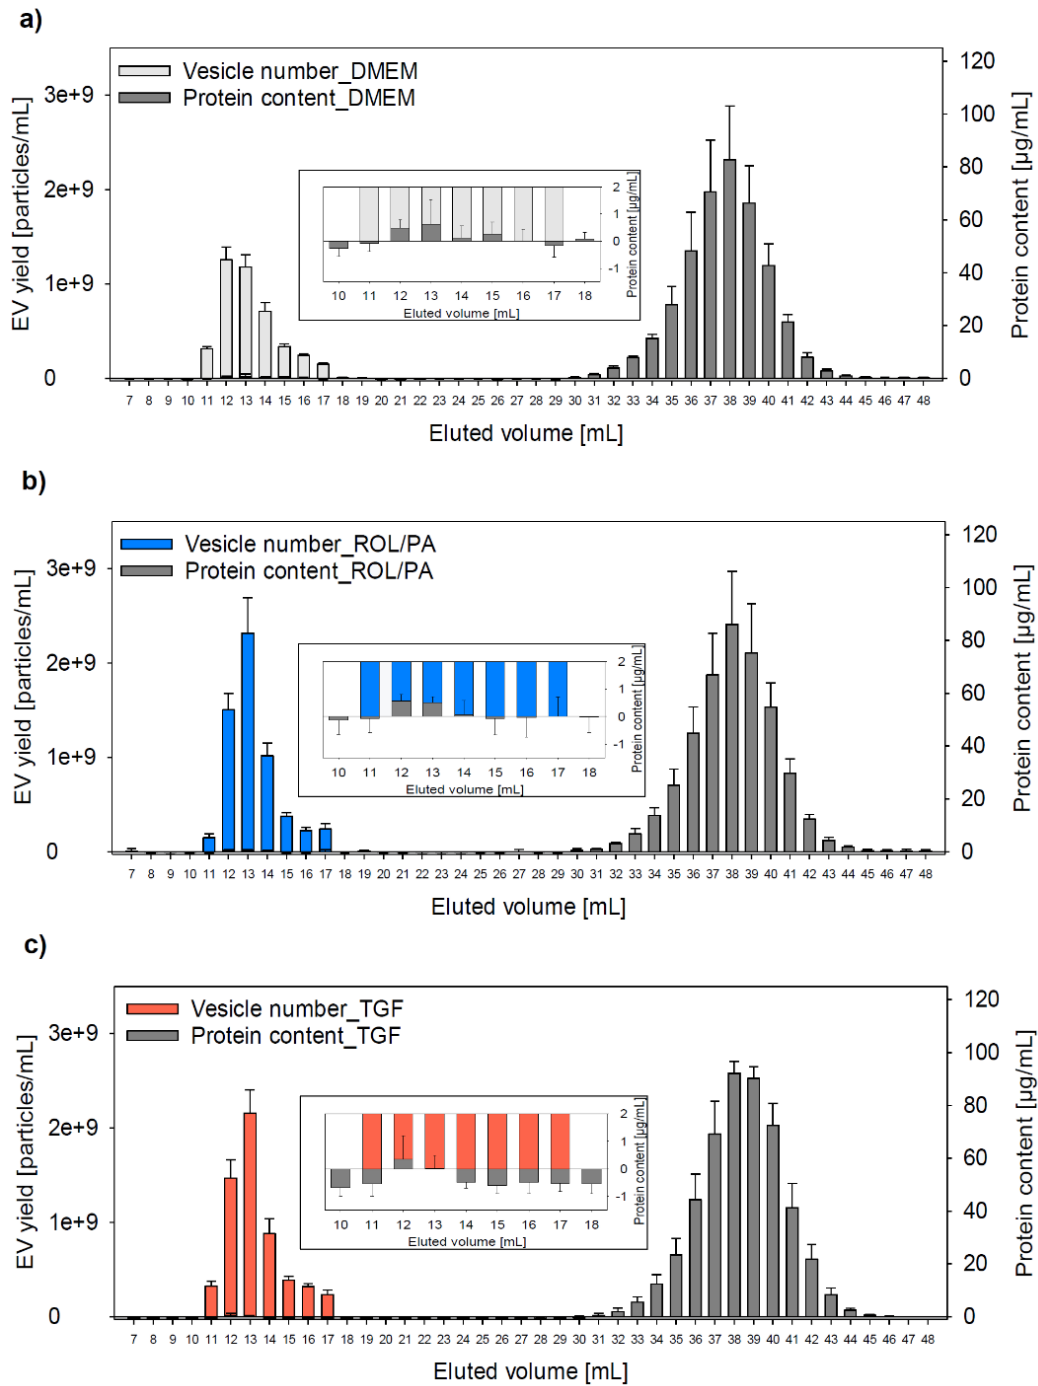 a)
Vesicle number_DMEM
Protein content_DMEM
EV yield [particles/mL]
3e+9
2e+9
1e+9
0
Protein content [µg/mL]
120
100
80
60
40
20
0
2
1
0
-1
Protein content [µg/mL]
10 11 12 13 14 15 16 17 18
Eluted volume [mL]
7 8 9 10 11 12 13 14 15 16 17 18 19 20 21 22 23 24 25 26 27 28 29 30 31 32 33 34 35 36 37 38 39 40 41 42 43 44 45 46 47 48
Eluted volume [mL]
b)
Vesicle number_ROL/PA
Protein content_ROL/PA
EV yield [particles/mL]
3e+9
2e+9
1e+9
0
Protein content [µg/mL]
120
100
80
60
40
20
0
2
1
0
-1
Protein content [µg/mL]
10 11 12 13 14 15 16 17 18
Eluted volume [mL]
7 8 9 10 11 12 13 14 15 16 17 18 19 20 21 22 23 24 25 26 27 28 29 30 31 32 33 34 35 36 37 38 39 40 41 42 43 44 45 46 47 48
Eluted volume [mL]
c)
Vesicle number_TGF
Protein content_TGF
EV yield [particles/mL]
3e+9
2e+9
1e+9
0
Protein content [µg/mL]
120
100
80
60
40
20
0
2
1
0
-1
Protein content [µg/mL]
10 11 12 13 14 15 16 17 18
Eluted volume [mL]
7 8 9 10 11 12 13 14 15 16 17 18 19 20 21 22 23 24 25 26 27 28 29 30 31 32 33 34 35 36 37 38 39 40 41 42 43 44 45 46 47 48
Eluted volume [mL]